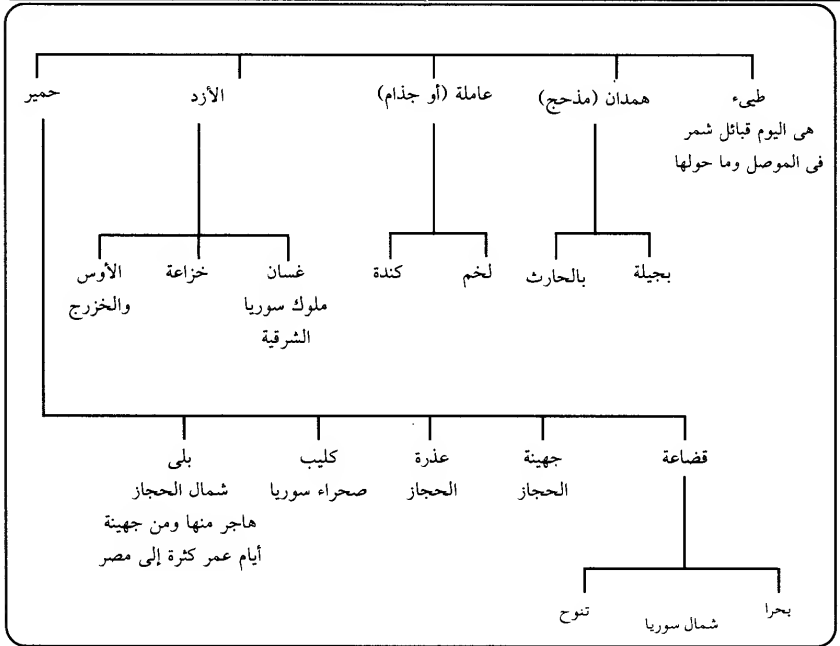 طيىء
هى اليوم قبائل شمر
فى الموصل وما حولها
همدان (مذحج)
عاملة (أو جذام)
الأزد
حمير
بجيلة
بالحارث
لخم
كندة
غسان
ملوك سوريا
الشرقية
خزاعة
الأوس
والخزرج
قضاعة
جهينة
الحجاز
عذرة
الحجاز
كليب
صحراء سوريا
بلى
شمال الحجاز
هاجر منها ومن جهينة
أيام عمر كثرة إلى مصر
بحرا
شمال سوريا
تنوح